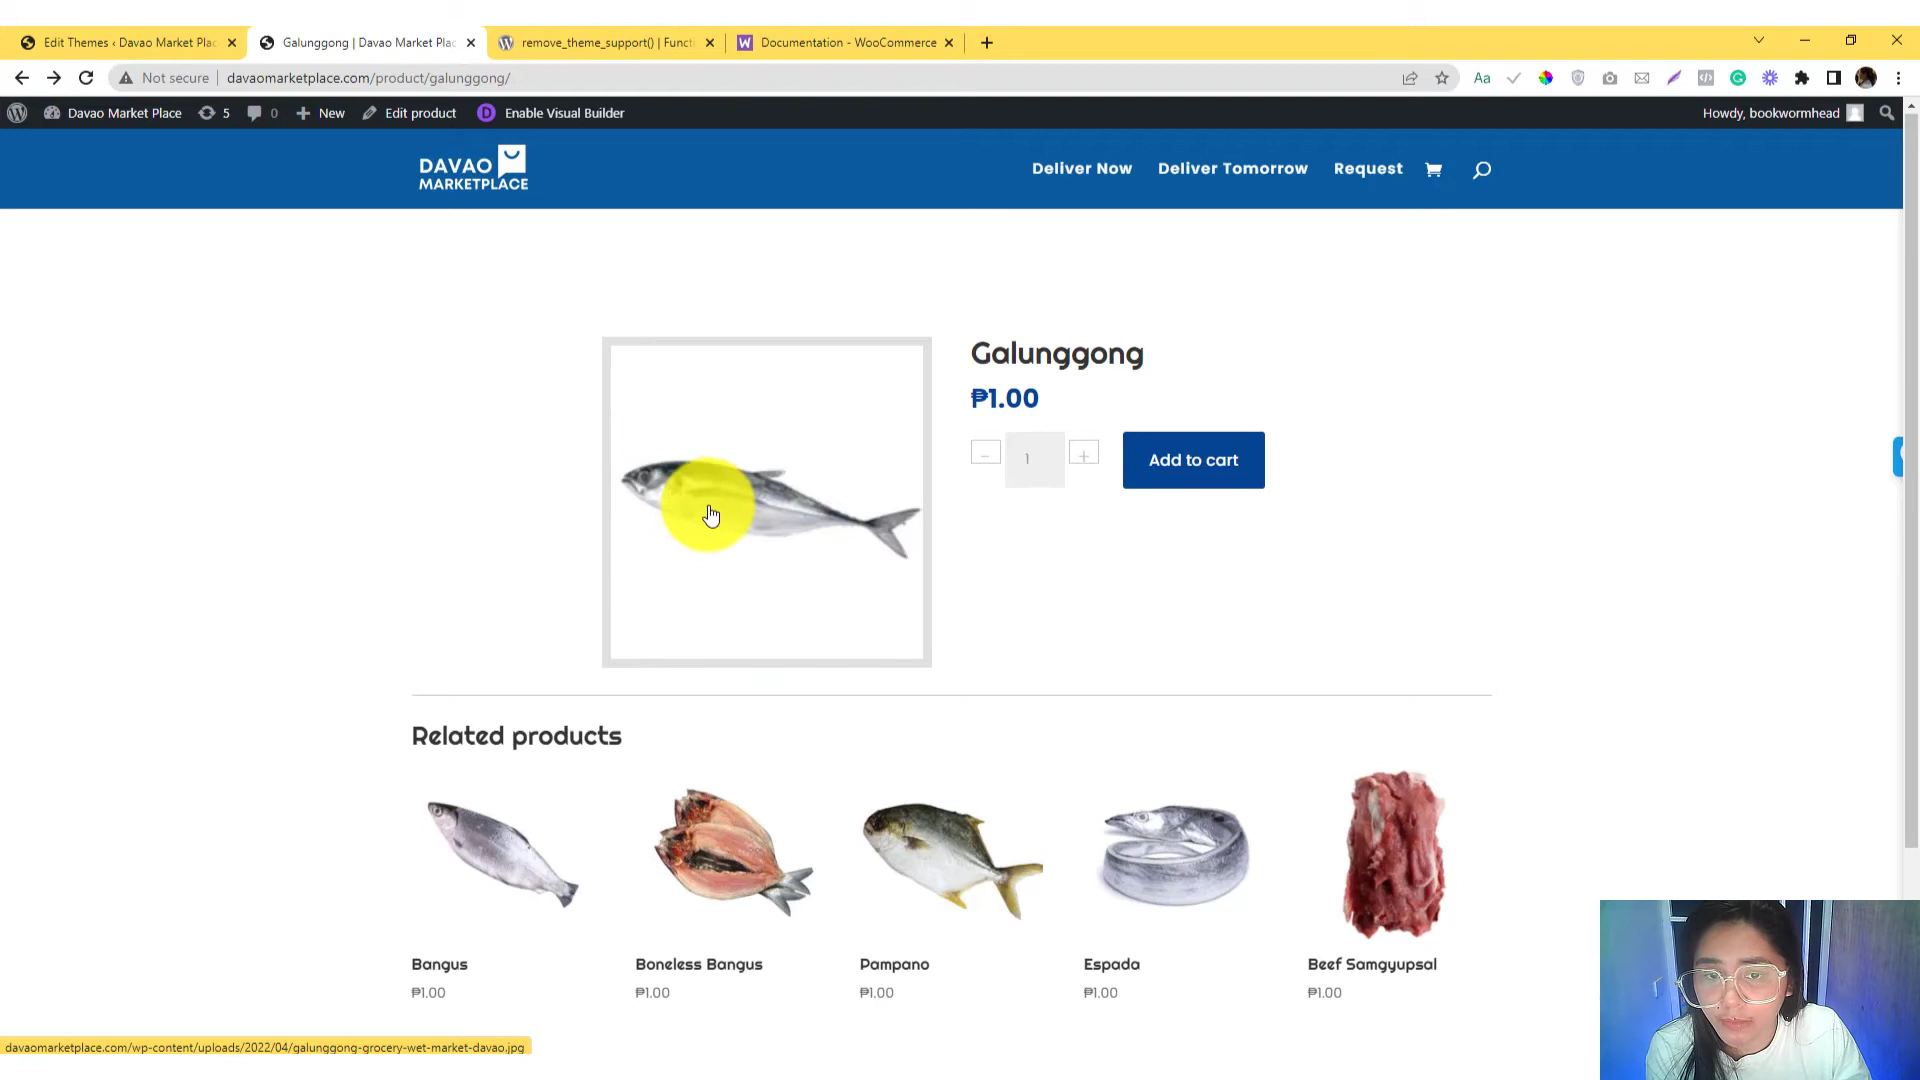 Edit Themes ‹ Davao Market Plac
Galunggong | Davao Market Plac
remove_theme_support() | Functi
Documentation - WooCommerce
Not secure
davaomarketplace.com/product/galunggong/
Aa
Davao Market Place
5
0
New
Edit product
D
Enable Visual Builder
Howdy, bookwormhead
DAVAO
MARKETPLACE
Deliver Now
Deliver Tomorrow
Request
Galunggong
₱1.00
-
1
+
Add to cart
Related products
Bangus
Boneless Bangus
Pampano
Espada
Beef Samgyupsal
₱1.00
₱1.00
₱1.00
₱1.00
₱1.00
davaomarketplace.com/wp-content/uploads/2022/04/galunggong-grocery-wet-market-davao.jpg